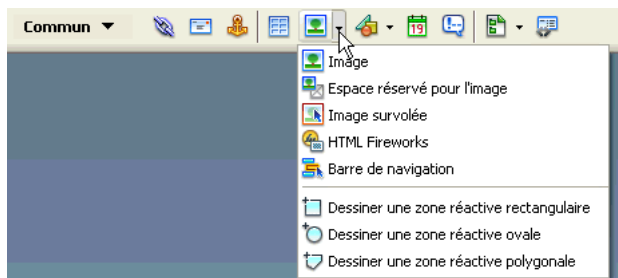 Commun
19
Image
Espace réservé pour l'image
Image survolée
HTML Fireworks
Barre de navigation
Dessiner une zone réactive rectangulaire
Dessiner une zone réactive ovale
Dessiner une zone réactive polygonale